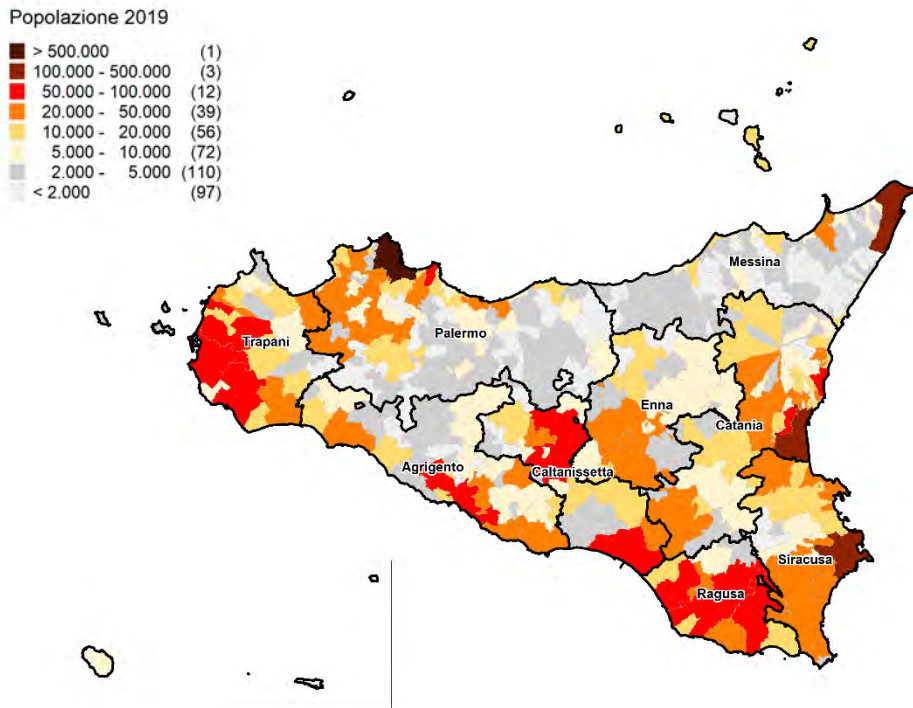 Popolazione 2019
> 500.000 (1)
100.000 - 500.000 (3)
50.000 - 100.000 (12)
20.000 - 50.000 (39)
10.000 - 20.000 (56)
5.000 - 10.000 (72)
2.000 - 5.000 (110)
< 2.000 (97)
Messina
Palermo
Trapani
Enna
Catania
Agrigento
Caltanissetta
Siracusa
Ragusa